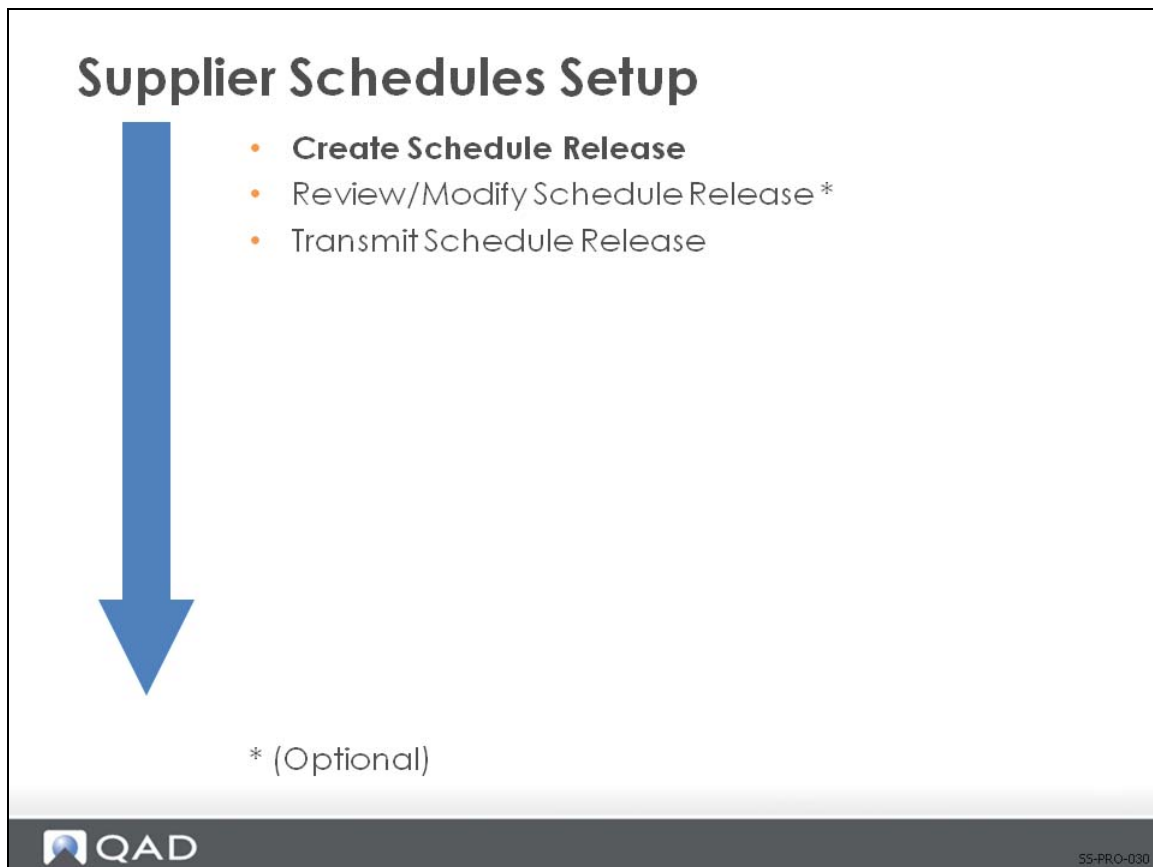 Supplier Schedules Setup
• Create Schedule Release
• Review/Modify Schedule Release *
• Transmit Schedule Release
* (Optional)
QAD
SS-PRO-030